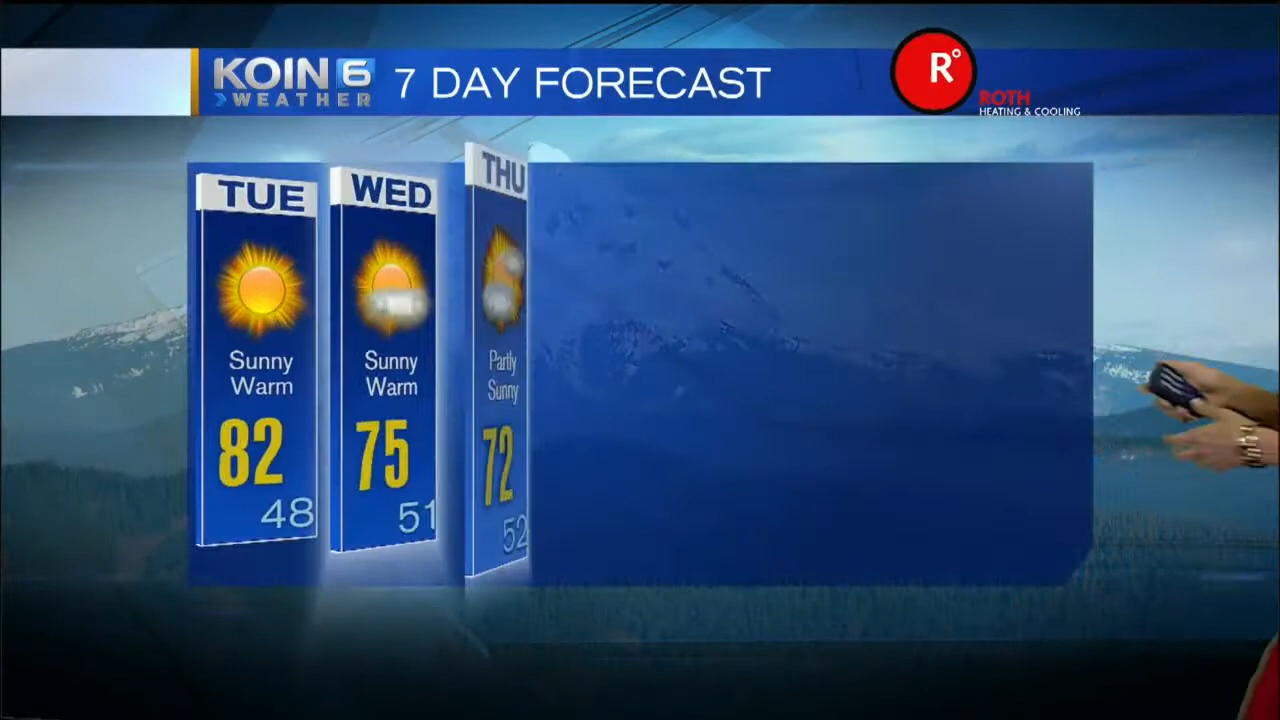 KOIN 6
WEATHER
7 DAY FORECAST
R°
ROTH
HEATING & COOLING
TUE
Sunny
Warm
82
48
WED
Sunny
Warm
75
51
THU
Partly
Sunny
72
52